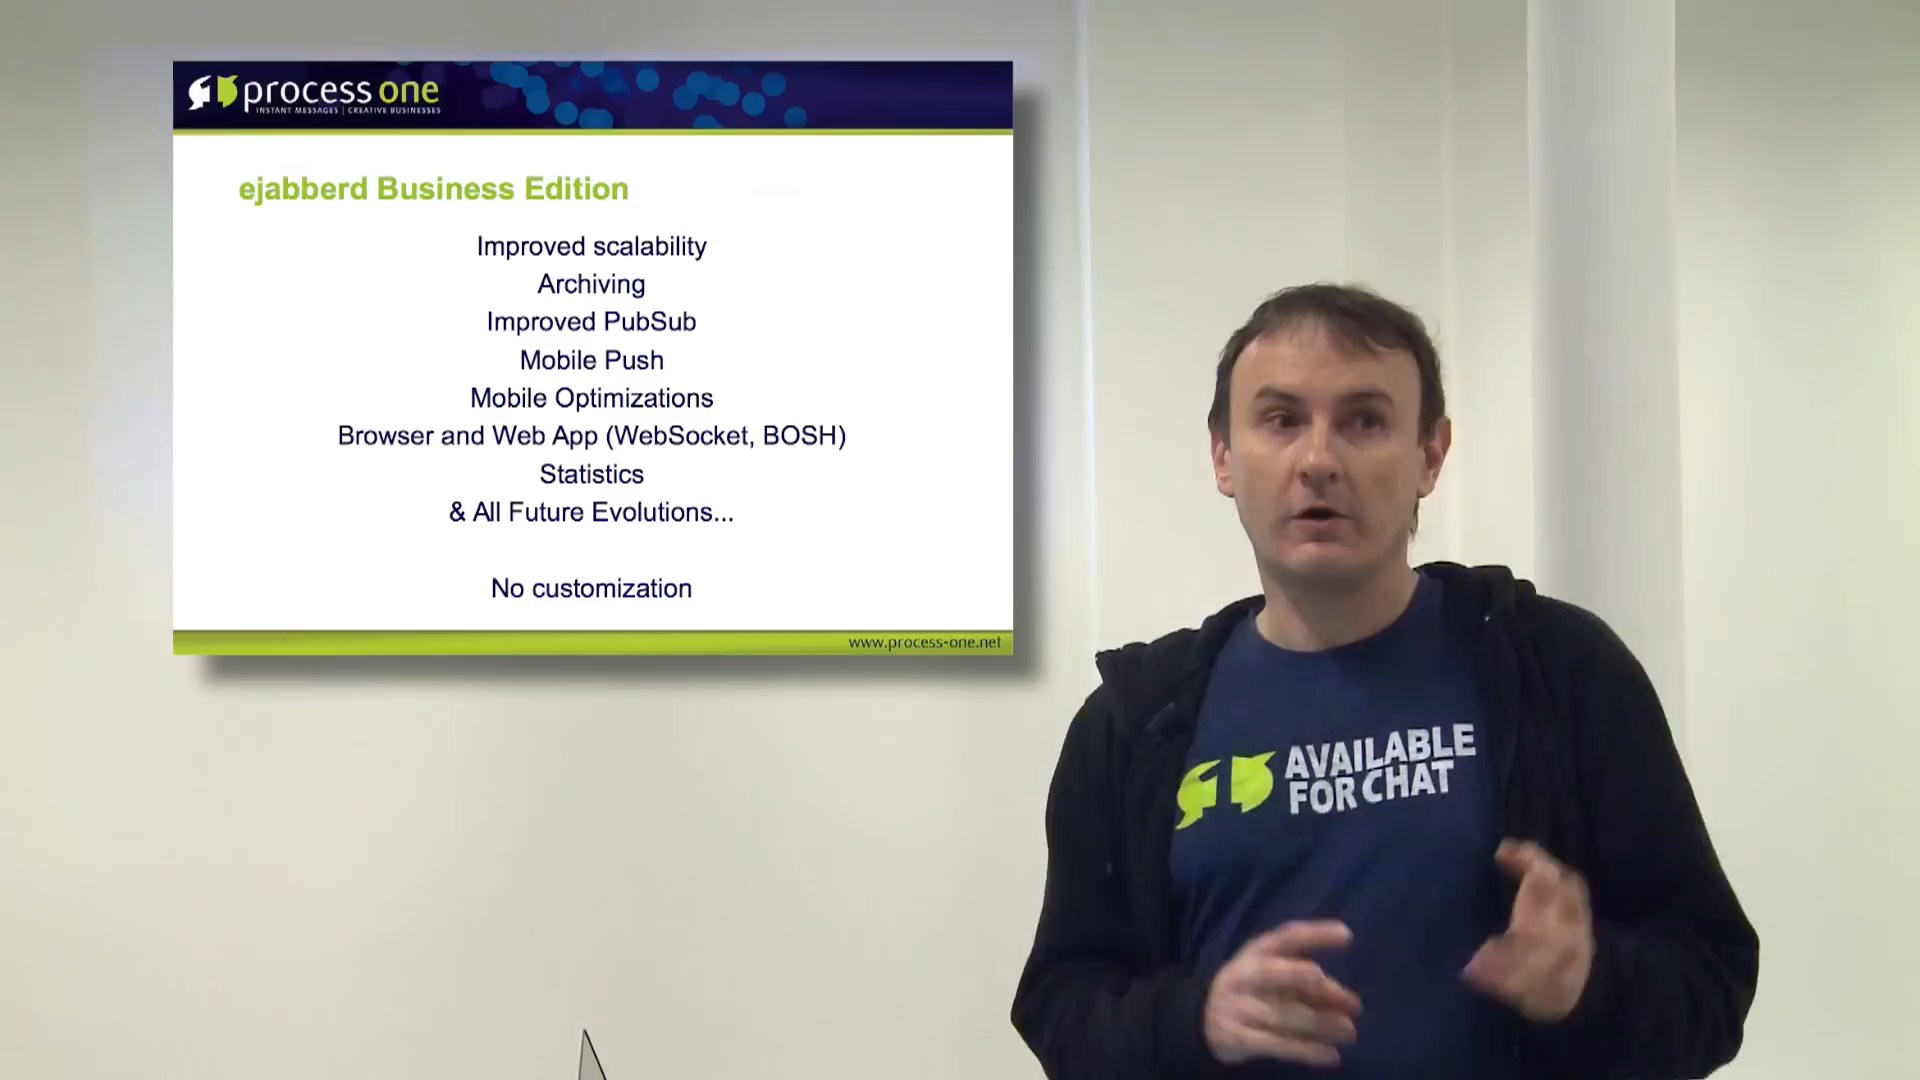 process one
INSTANT MESSAGES | CREATIVE BUSINESSES
ejabberd Business Edition
Improved scalability
Archiving
Improved PubSub
Mobile Push
Mobile Optimizations
Browser and Web App (WebSocket, BOSH)
Statistics
& All Future Evolutions...
No customization
www.process-one.net
AVAILABLE
FOR CHAT